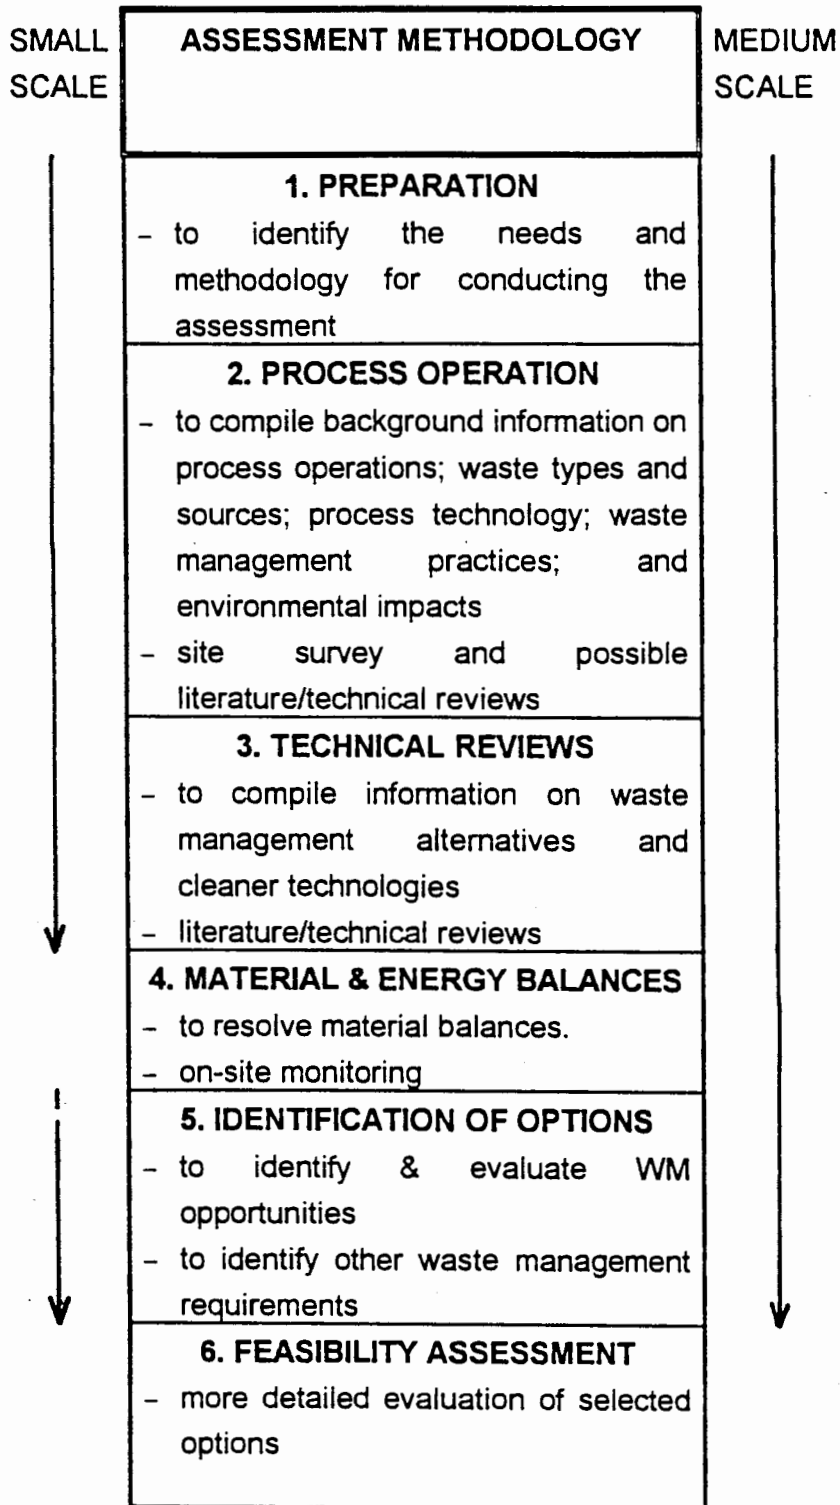 SMALL SCALE
ASSESSMENT METHODOLOGY
MEDIUM SCALE
1. PREPARATION
– to identify the needs and
methodology for conducting the
assessment
2. PROCESS OPERATION
– to compile background information on
process operations; waste types and
sources; process technology; waste
management practices; and
environmental impacts
– site survey and possible
literature/technical reviews
3. TECHNICAL REVIEWS
– to compile information on waste
management alternatives and
cleaner technologies
– literature/technical reviews
4. MATERIAL & ENERGY BALANCES
– to resolve material balances.
– on-site monitoring
5. IDENTIFICATION OF OPTIONS
– to identify & evaluate WM
opportunities
– to identify other waste management
requirements
6. FEASIBILITY ASSESSMENT
– more detailed evaluation of selected
options